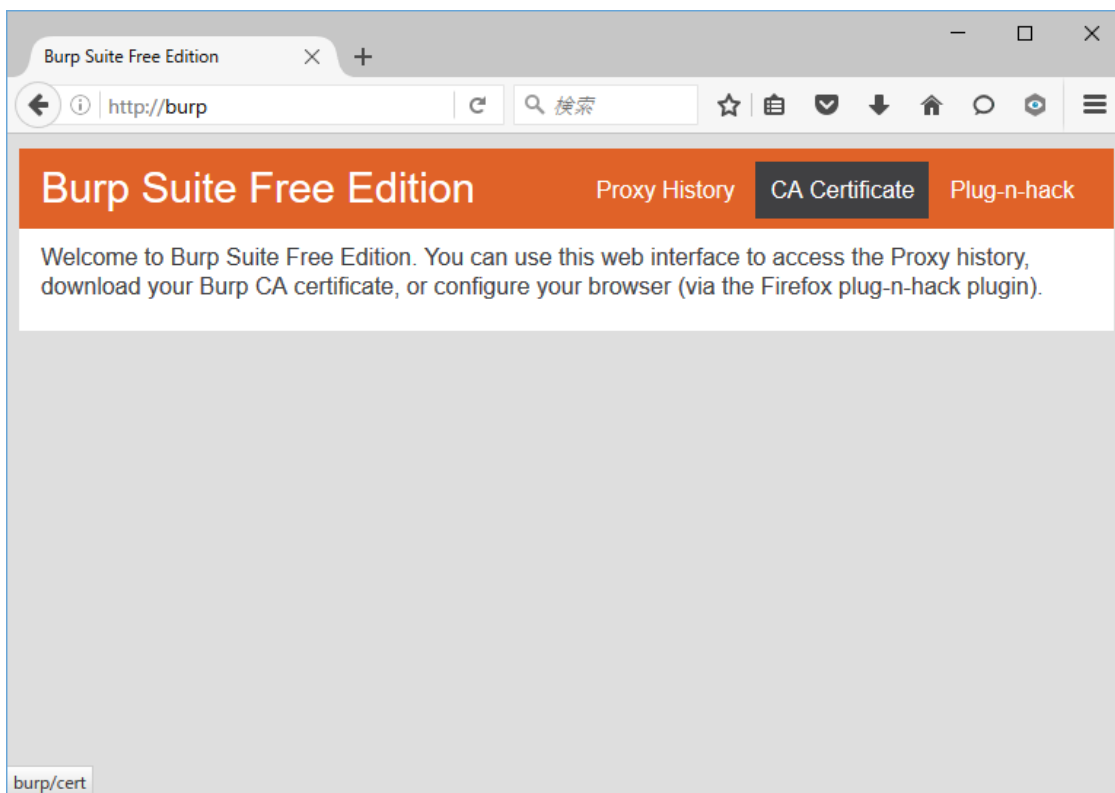 Burp Suite Free Edition
http://burp
検索
Burp Suite Free Edition Proxy History CA Certificate Plug-n-hack
Welcome to Burp Suite Free Edition. You can use this web interface to access the Proxy history,
download your Burp CA certificate, or configure your browser (via the Firefox plug-n-hack plugin).
burp/cert